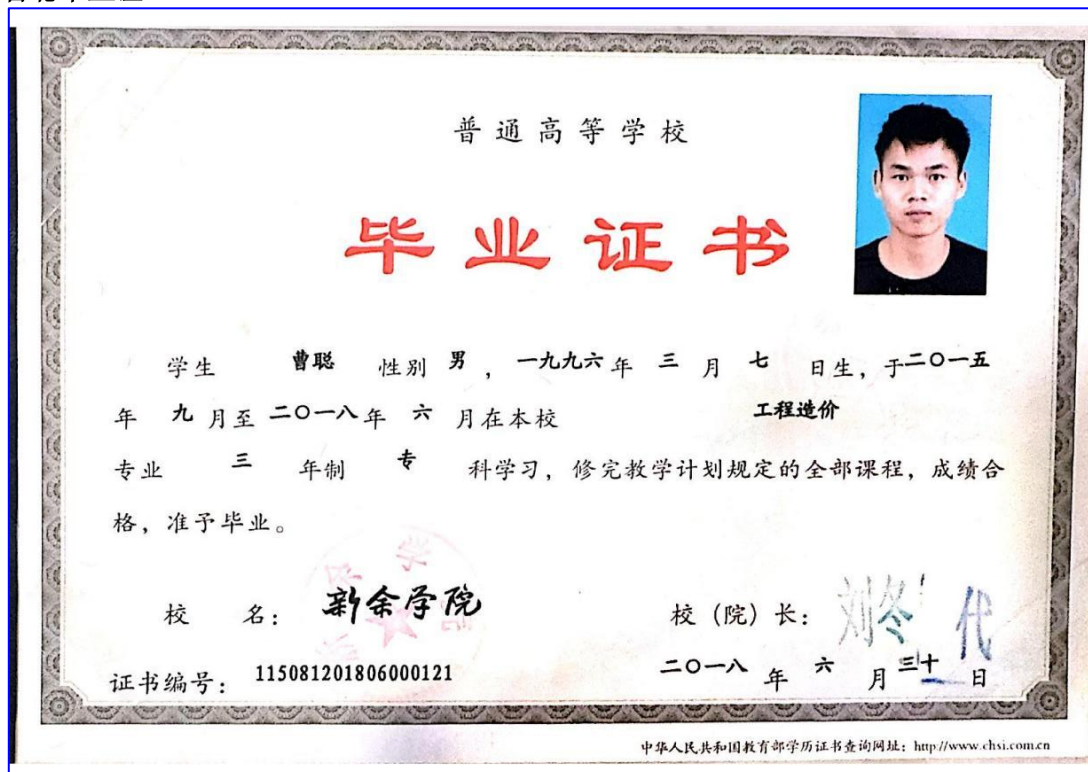 普通高等学校
毕业证书
学生 曹聪 性别 男 ，一九九六 年 三 月 七 日生，于二〇一五
年 九 月至 二〇一八 年 六 月在本校 工程造价
专业 三 年制 专 科学习，修完教学计划规定的全部课程，成绩合
格，准予毕业。
校 名： 新余学院 校（院）长： 刘冬 代
证书编号： 115081201806000121 二〇一八 年 六 月 三十 日
中华人民共和国教育部学历证书查询网址：http://www.chsi.com.cn